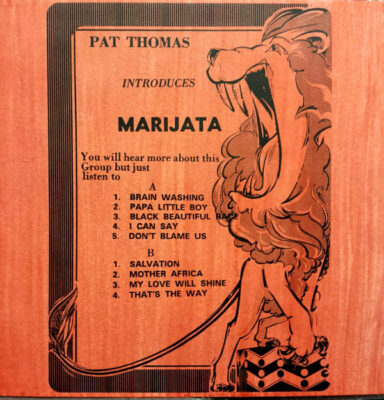 PAT THOMAS
INTRODUCES
MARIJATA
You will hear more about this
Group but just
listen to
A
1. BRAIN WASHING
2. PAPA LITTLE BOY
3. BLACK BEAUTIFUL RACE
4. I CAN SAY
5. DON'T BLAME US
B
1. SALVATION
2. MOTHER AFRICA
3. MY LOVE WILL SHINE
4. THAT'S THE WAY